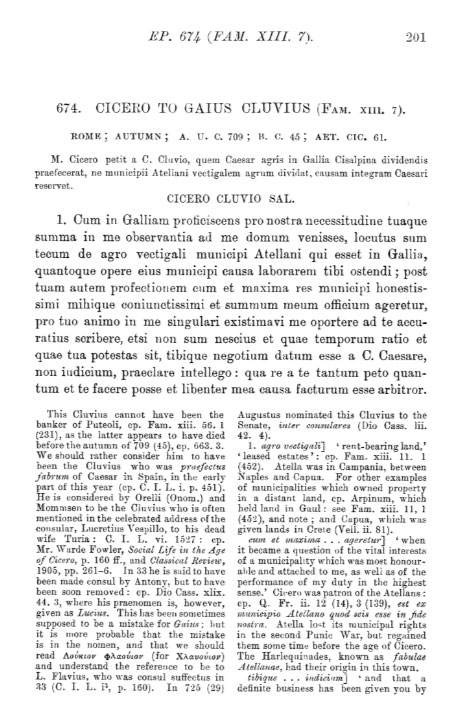 EP. 674 (FAM. XIII. 7).
201
674. CICERO TO GAIUS CLUVIUS (FAM. XIII. 7).
ROME; AUTUMN; A. U. C. 709; B. C. 45; AET. CIC. 61.
M. Cicero petit a C. Cluvio, quem Caesar agris in Gallia Cisalpina dividendis
praefecerat, ne municipii Atellani vectigalem agrum dividat, causam integram Caesari
reservet.
CICERO CLUVIO SAL.
1. Cum in Galliam proficiscens pro nostra necessitudine tuaque
summa in me observantia ad me domum venisses, locutus sum
tecum de agro vectigali municipi Atellani qui esset in Gallia,
quantoque opere eius municipi causa laborarem tibi ostendi; post
tuam autem profectionem cum et maxima res municipi honestis-
simi mihique coniunctissimi et summum meum officium ageretur,
pro tuo animo in me singulari existimavi me oportere ad te accu-
ratius scribere, etsi non sum nescius et quae temporum ratio et
quae tua potestas sit, tibique negotium datum esse a C. Caesare,
non iudicium, praeclare intellego: qua re a te tantum peto quan-
tum et te facere posse et libenter mea causa facturum esse arbitror.
This Cluvius cannot have been the
banker of Puteoli, cp. Fam. xiii. 56. 1
(231), as the latter appears to have died
before the autumn of 709 (45), cp. 663. 3.
We should rather consider him to have
been the Cluvius who was praefectus
fabrum of Caesar in Spain, in the early
part of this year (cp. C. I. L. i. p. 451).
He is considered by Orelli (Onom.) and
Mommsen to be the Cluvius who is often
mentioned in the celebrated address of the
consular, Lucretius Vespillo, to his dead
wife Turia: C. I. L. vi. 1527: cp.
Mr. Warde Fowler, Social Life in the Age
of Cicero, p. 160 ff., and Classical Review,
1905, pp. 261-6. In 33 he is said to have
been made consul by Antony, but to have
been soon removed: cp. Dio Cass. xlix.
44. 3, where his praenomen is, however,
given as Lucius. This has been sometimes
supposed to be a mistake for Gaius; but
it is more probable that the mistake
is in the nomen, and that we should
read Λούκιον Φλαούιον (for Κλαουούιον)
and understand the reference to be to
L. Flavius, who was consul suffectus in
33 (C. I. L. i², p. 160). In 725 (29)
Augustus nominated this Cluvius to the
Senate, inter consulares (Dio Cass. lii.
42. 4).
1. agro vectigali] ' rent-bearing land,'
' leased estates': cp. Fam. xiii. 11. 1
(452). Atella was in Campania, between
Naples and Capua. For other examples
of municipalities which owned property
in a distant land, cp. Arpinum, which
held land in Gaul: see Fam. xiii. 11, 1
(452), and note; and Capua, which was
given lands in Crete (Vell. ii. 81).
cum et maxima . . . ageretur] ' when
it became a question of the vital interests
of a municipality which was most honour-
able and attached to me, as well as of the
performance of my duty in the highest
sense.' Cicero was patron of the Atellans:
cp. Q. Fr. ii. 12 (14), 3 (139), est ex
municipio Atellano quod scis esse in fide
nostra. Atella lost its municipal rights
in the second Punic War, but regained
them some time before the age of Cicero.
The Harlequinades, known as fabulae
Atellanae, had their origin in this town.
tibique . . . iudicium] ' and that a
definite business has been given you by